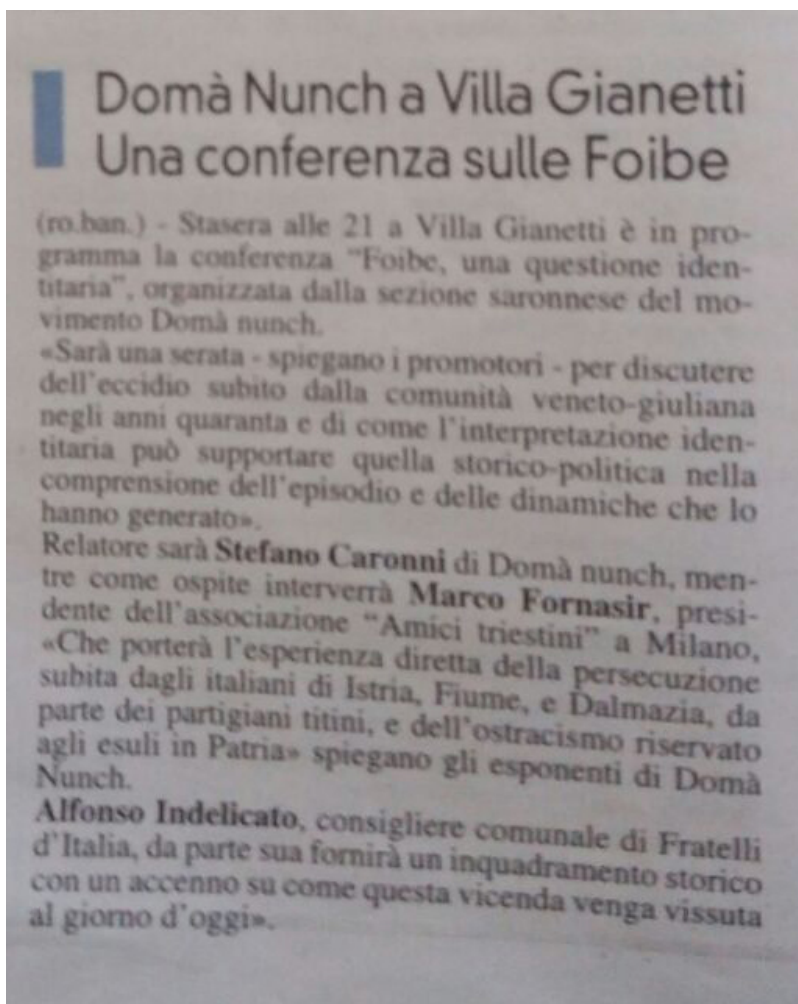 Domà Nunch a Villa Gianetti
Una conferenza sulle Foibe
(ro.ban.) - Stasera alle 21 a Villa Gianetti è in pro-
gramma la conferenza "Foibe, una questione iden-
titaria", organizzata dalla sezione saronnese del mo-
vimento Domà nunch.
«Sarà una serata - spiegano i promotori - per discutere
dell'eccidio subito dalla comunità veneto-giuliana
negli anni quaranta e di come l'interpretazione iden-
titaria può supportare quella storico-politica nella
comprensione dell'episodio e delle dinamiche che lo
hanno generato».
Relatore sarà Stefano Caronni di Domà nunch, men-
tre come ospite interverrà Marco Fornasir, presi-
dente dell'associazione "Amici triestini" a Milano,
«Che porterà l'esperienza diretta della persecuzione
subita dagli italiani di Istria, Fiume, e Dalmazia, da
parte dei partigiani titini, e dell'ostracismo riservato
agli esuli in Patria» spiegano gli esponenti di Domà
Nunch.
Alfonso Indelicato, consigliere comunale di Fratelli
d'Italia, da parte sua fornirà un inquadramento storico
con un accenno su come questa vicenda venga vissuta
al giorno d'oggi».